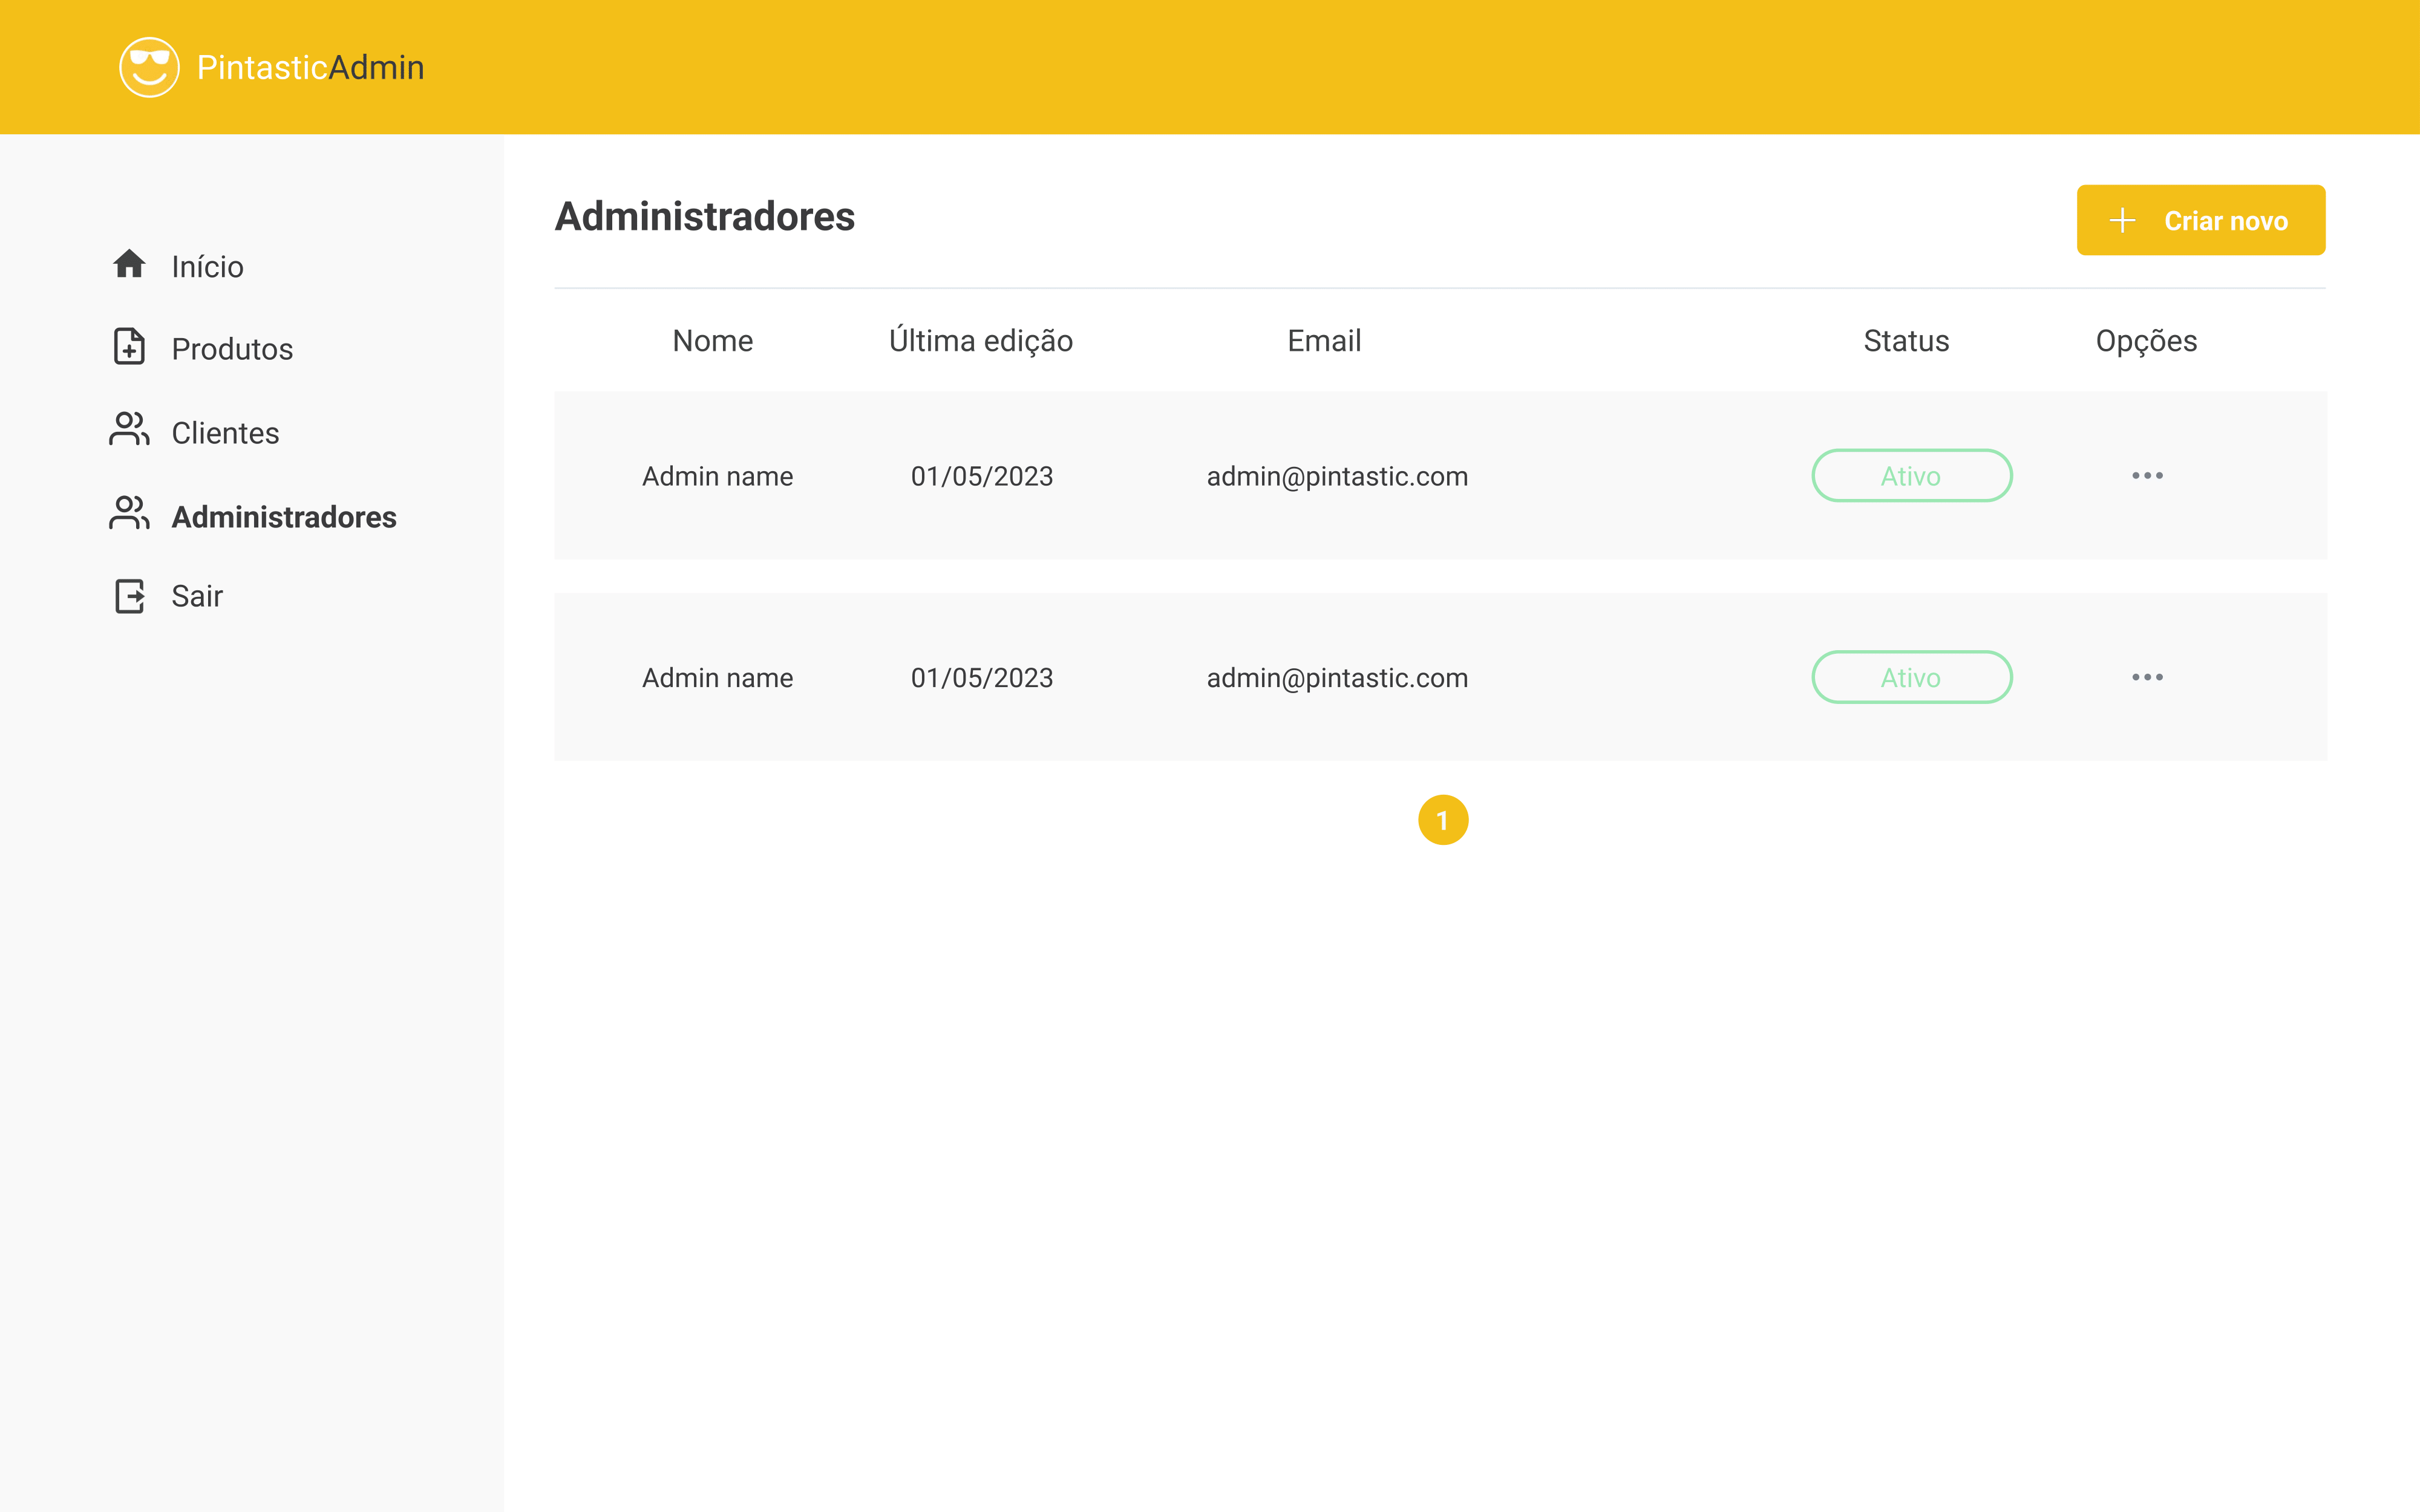 PintasticAdmin
Início
Produtos
Clientes
Administradores
Sair
Administradores
Criar novo
Nome Última edição Email Status Opções
Admin name 01/05/2023 admin@pintastic.com Ativo
Admin name 01/05/2023 admin@pintastic.com Ativo
1